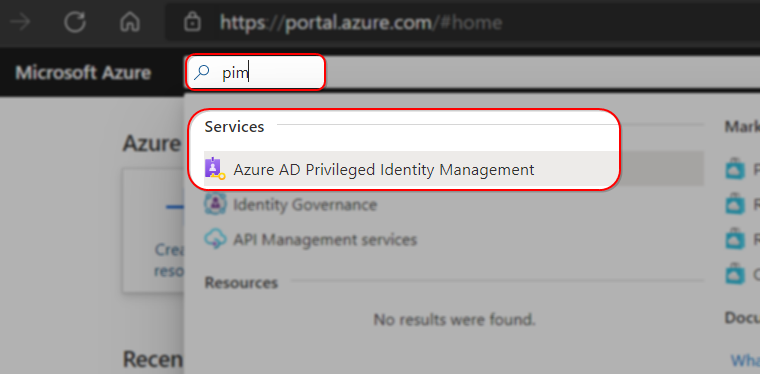 https://portal.azure.com/#home
Microsoft Azure
pim
Services
Mark
Azure
Azure AD Privileged Identity Management
Identity Governance
API Management services
Crea
reso
Resources
No results were found.
Docu
Recen
Wha